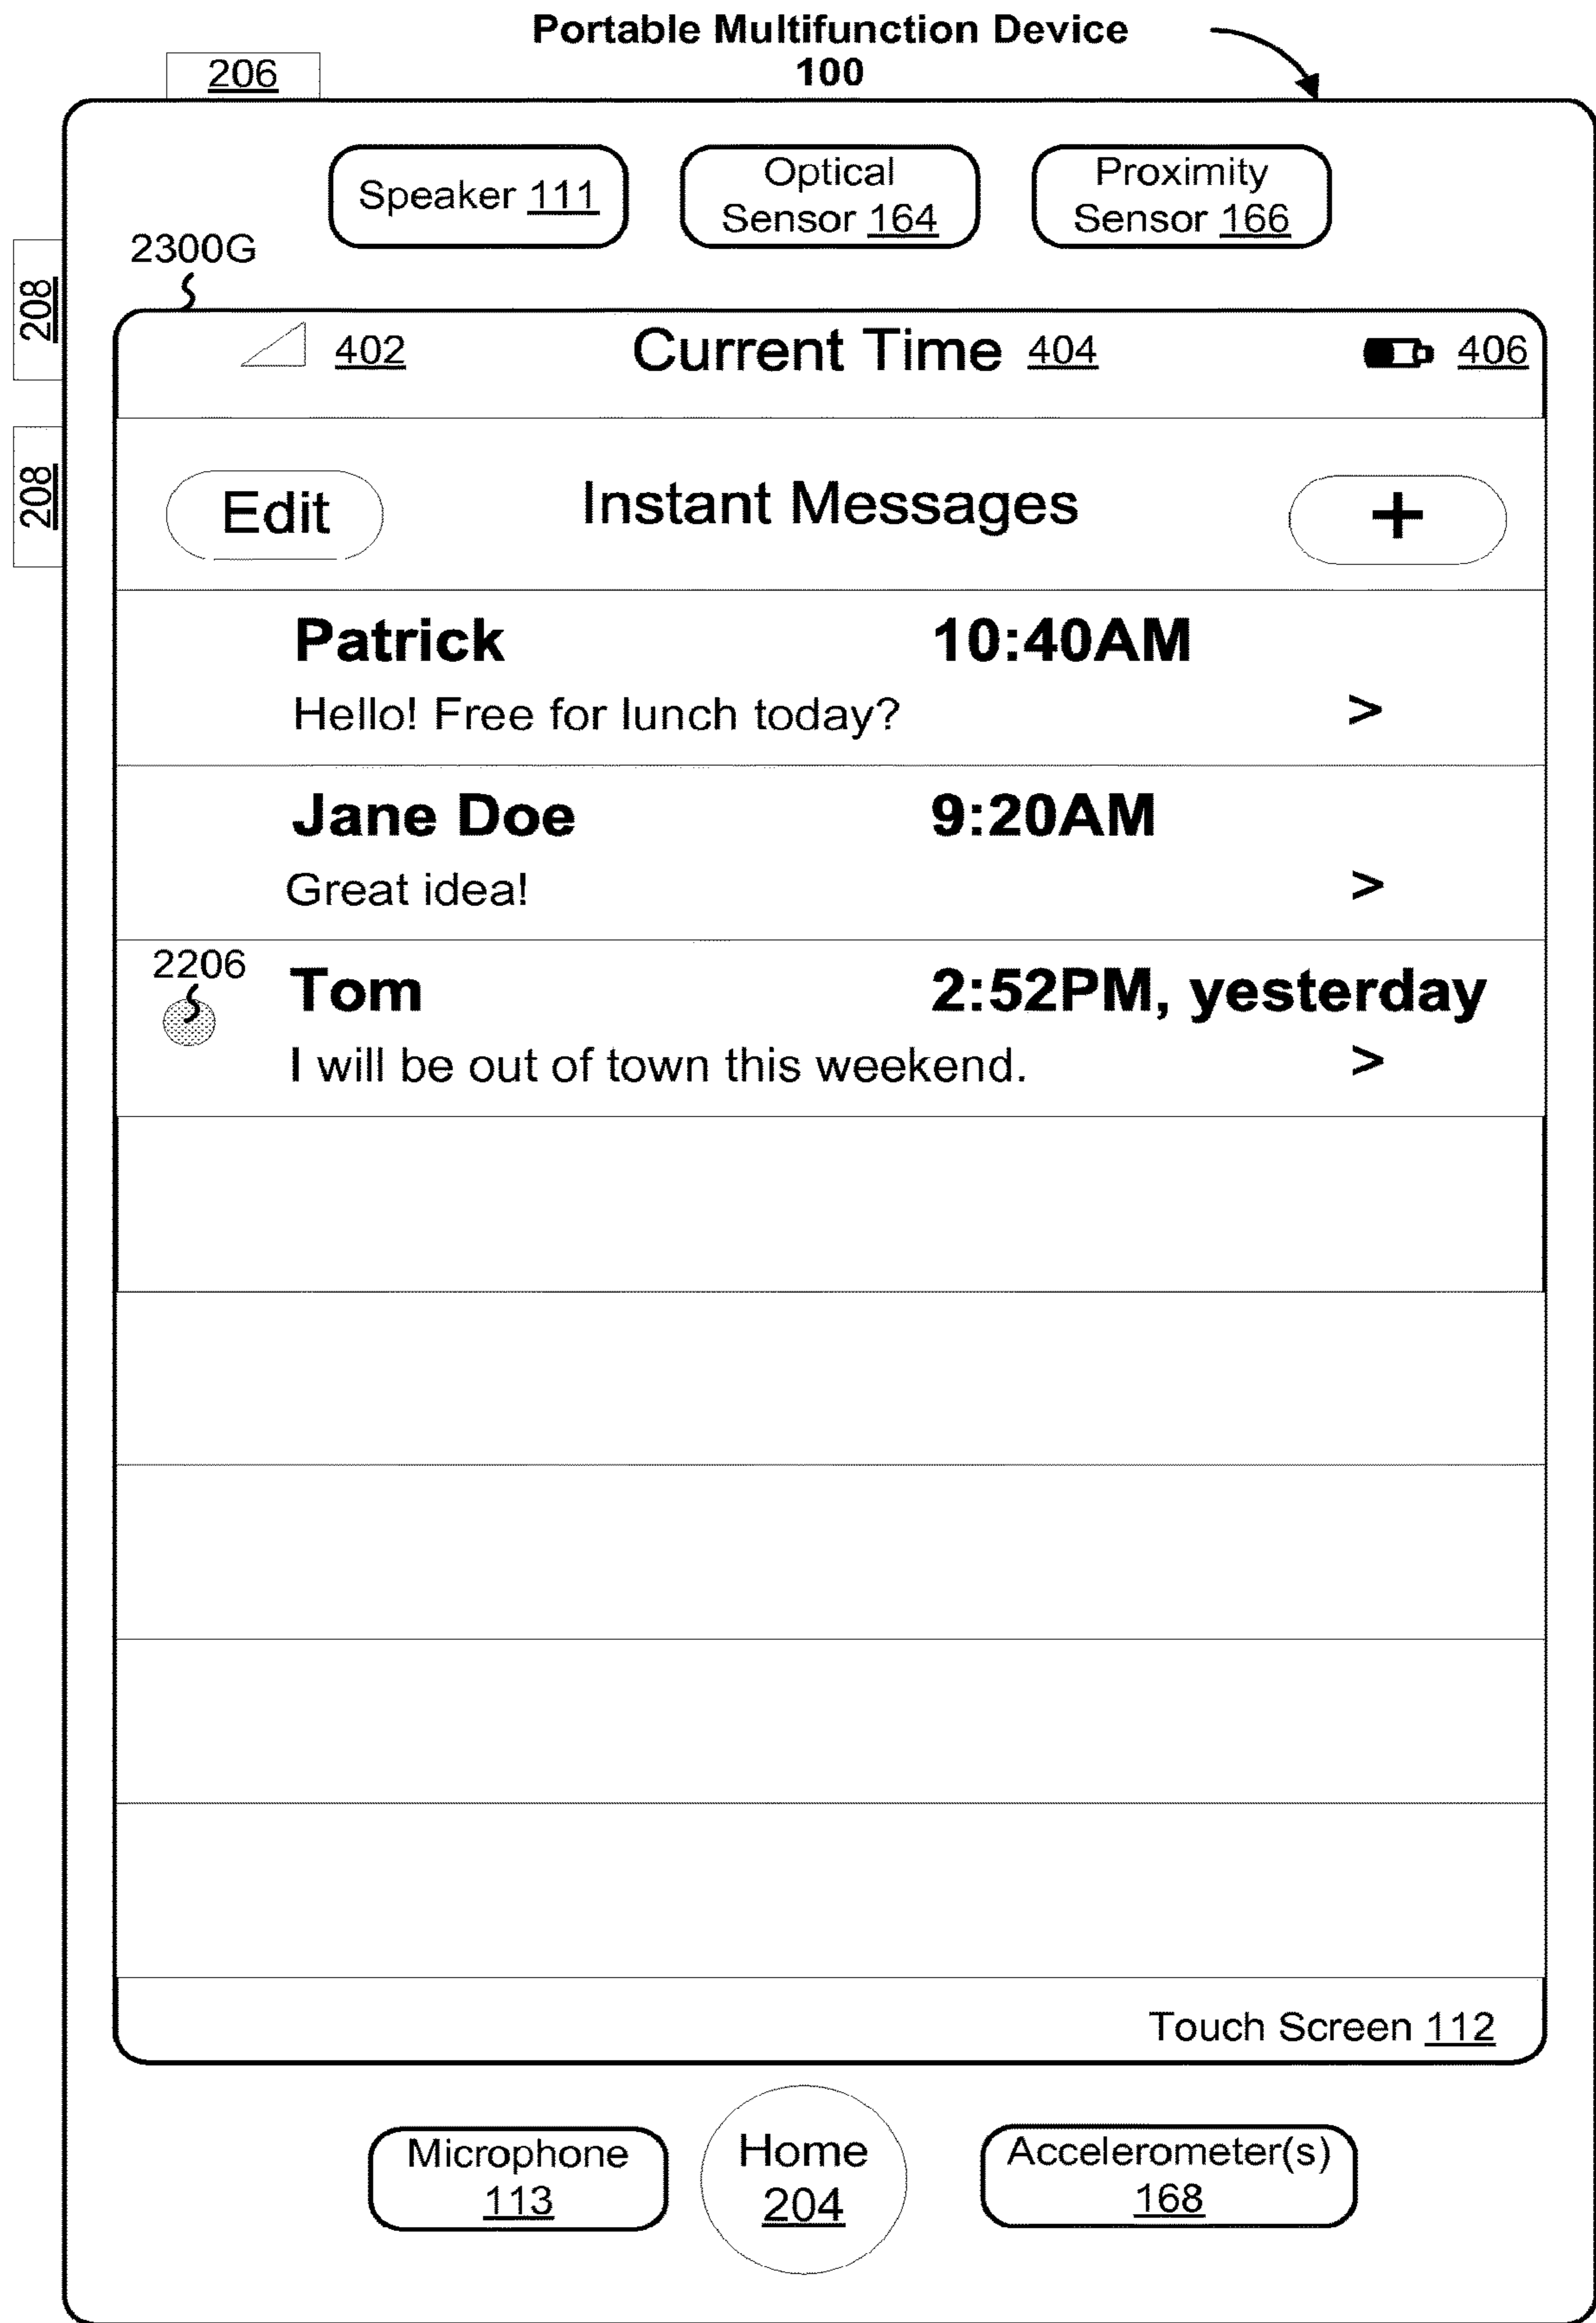 Portable Multifunction Device
100
206
Speaker 111
Optical
Sensor 164
Proximity
Sensor 166
2300G
208
402
Current Time 404
406
208
Edit
Instant Messages
+
Patrick
10:40AM
Hello! Free for lunch today?
>
Jane Doe
9:20AM
Great idea!
>
2206
Tom
2:52PM, yesterday
I will be out of town this weekend.
>
Touch Screen 112
Microphone
113
Home
204
Accelerometer(s)
168